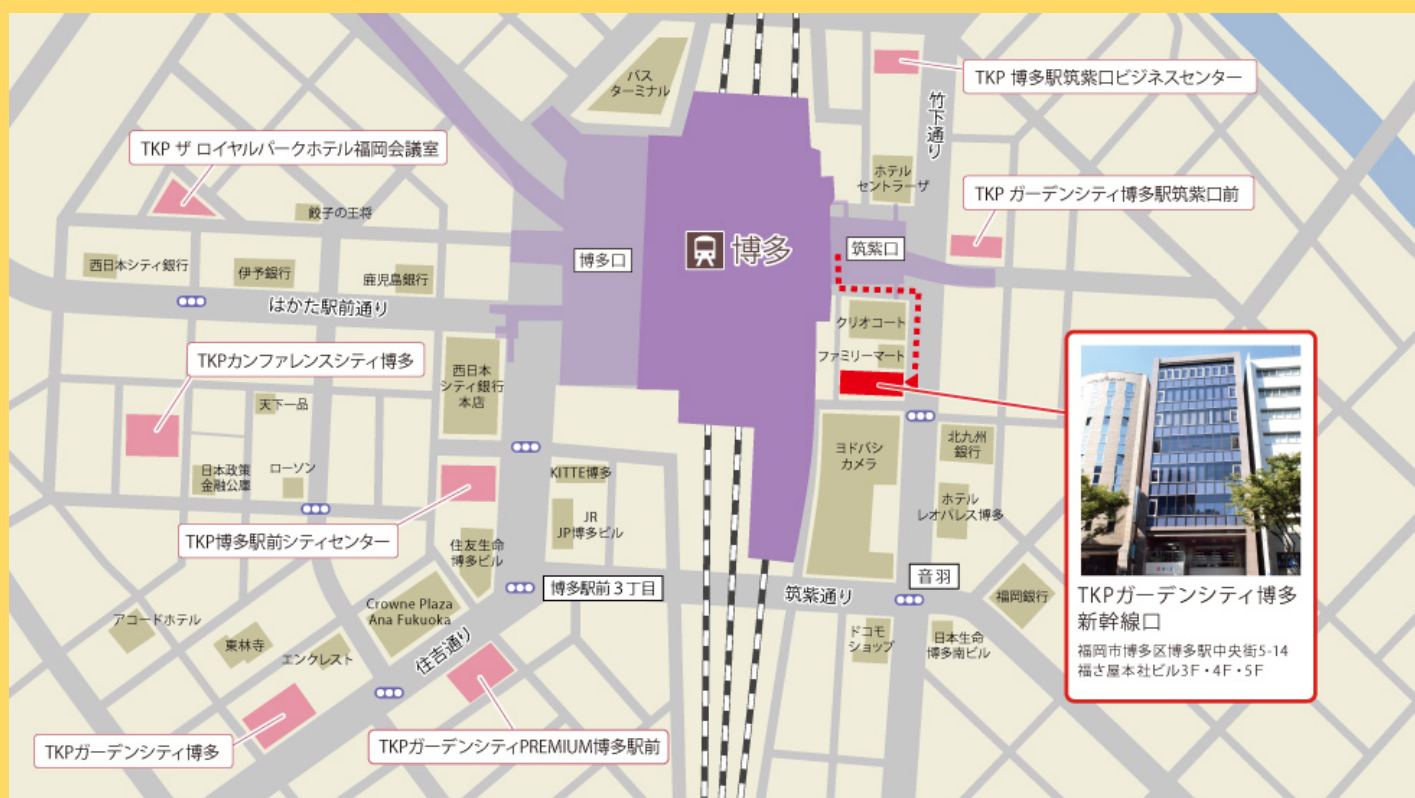 バス
ターミナル
TKP 博多駅筑紫口ビジネスセンター
竹下通り
TKP ザ ロイヤルパークホテル福岡会議室
ホテル
セントラーザ
TKP ガーデンシティ博多駅筑紫口前
餃子の王将
博多口
博多
筑紫口
西日本シティ銀行
伊予銀行
鹿児島銀行
はかた駅前通り
クリオコート
ファミリーマート
TKPカンファレンスシティ博多
西日本
シティ銀行
本店
天下一品
日本政策
金融公庫
ローソン
KITTE博多
ヨドバシ
カメラ
北九州
銀行
ホテル
レオパレス博多
JR
JP博多ビル
TKP博多駅前シティセンター
住友生命
博多ビル
博多駅前3丁目
筑紫通り
音羽
福岡銀行
TKPガーデンシティ博多
新幹線口
福岡市博多区博多駅中央街5-14
福さ屋本社ビル3F・4F・5F
アコードホテル
東林寺
エンクレスト
Crowne Plaza
Ana Fukuoka
住吉通り
ドコモ
ショップ
日本生命
博多南ビル
TKPガーデンシティ博多
TKPガーデンシティPREMIUM博多駅前